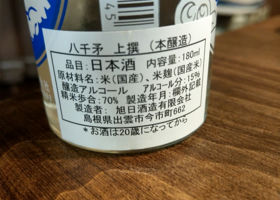 45
八千矛 上撰 (本醸造)
品目:日本酒 内容量:180ml
原材料名:米(国産)、米麹(国産米)
醸造アルコール アルコール分:15%
精米歩合:70% 製造年月:欄外記載
製造者: 旭日酒造有限会社
島根県出雲市今市町662
*お酒は20歳になってから